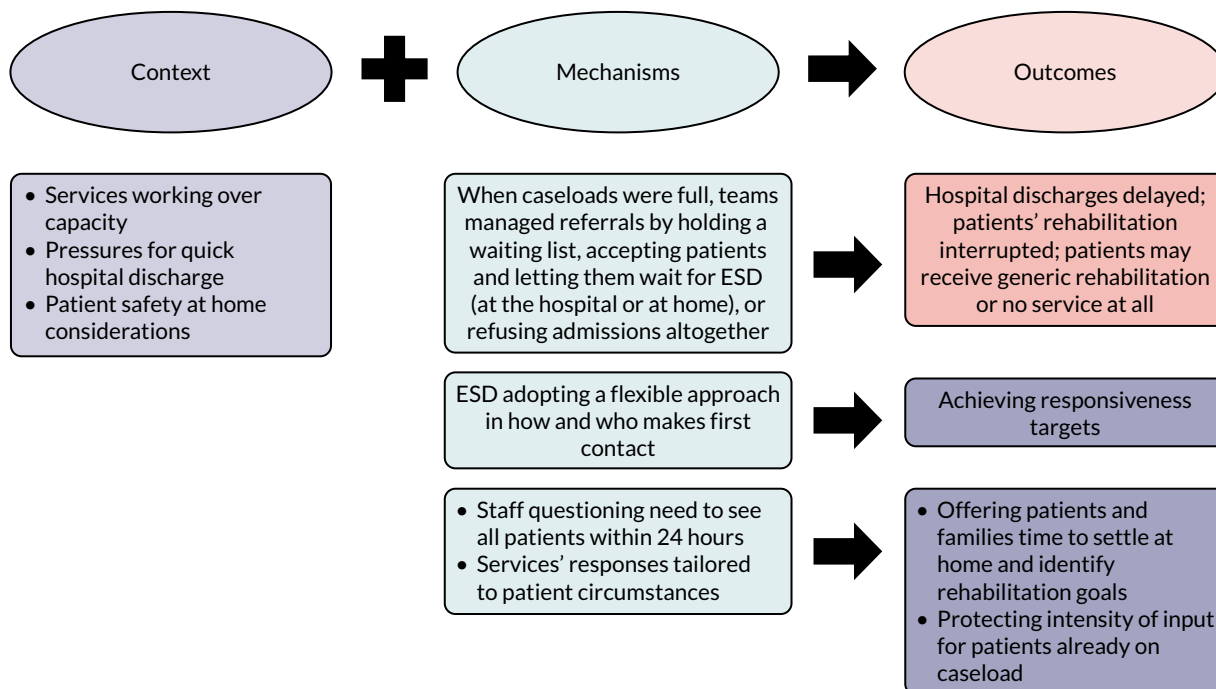 Context
Mechanisms
Outcomes
• Services working over
capacity
• Pressures for quick
hospital discharge
• Patient safety at home
considerations
When caseloads were full, teams
managed referrals by holding a
waiting list, accepting patients
and letting them wait for ESD
(at the hospital or at home), or
refusing admissions altogether
Hospital discharges delayed;
patients’ rehabilitation
interrupted; patients may
receive generic rehabilitation
or no service at all
ESD adopting a flexible approach
in how and who makes first
contact
Achieving responsiveness
targets
• Staff questioning need to see
all patients within 24 hours
• Services’ responses tailored
to patient circumstances
• Offering patients and
families time to settle at
home and identify
rehabilitation goals
• Protecting intensity of input
for patients already on
caseload